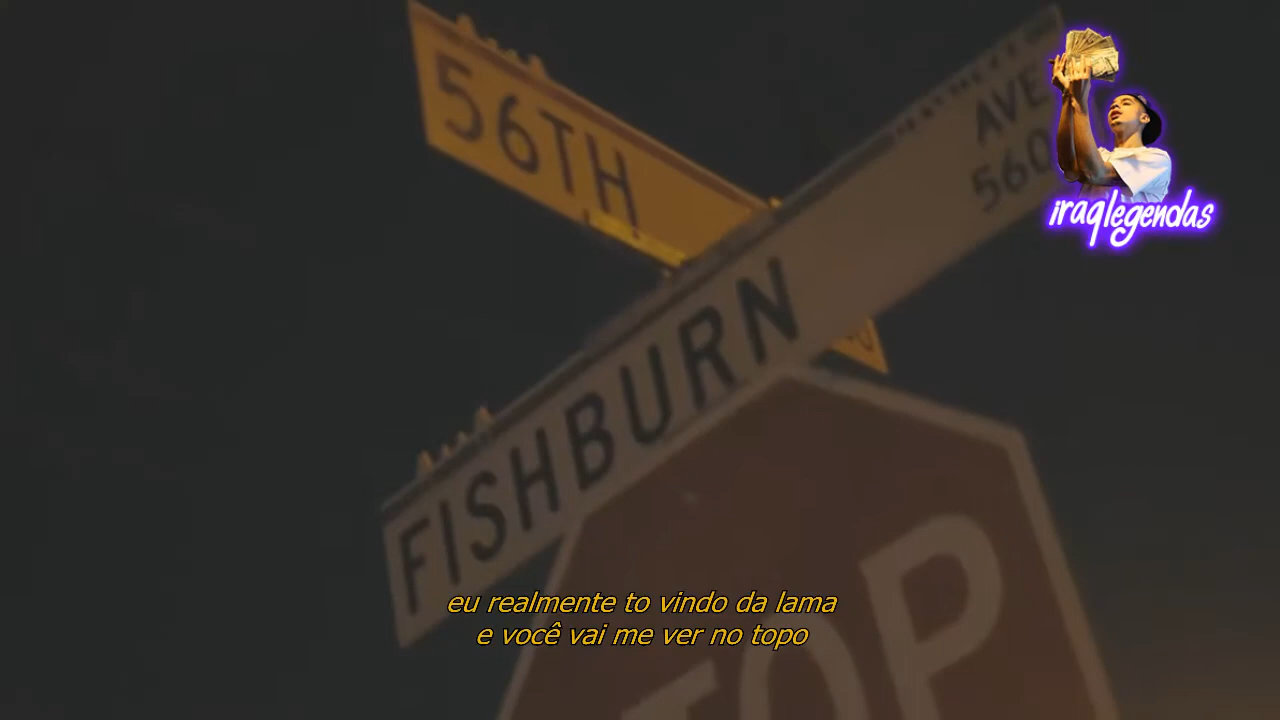 56TH
AVE
560
FISHBURN
TOP
iraqlegendas
eu realmente to vindo da lama
e você vai me ver no topo